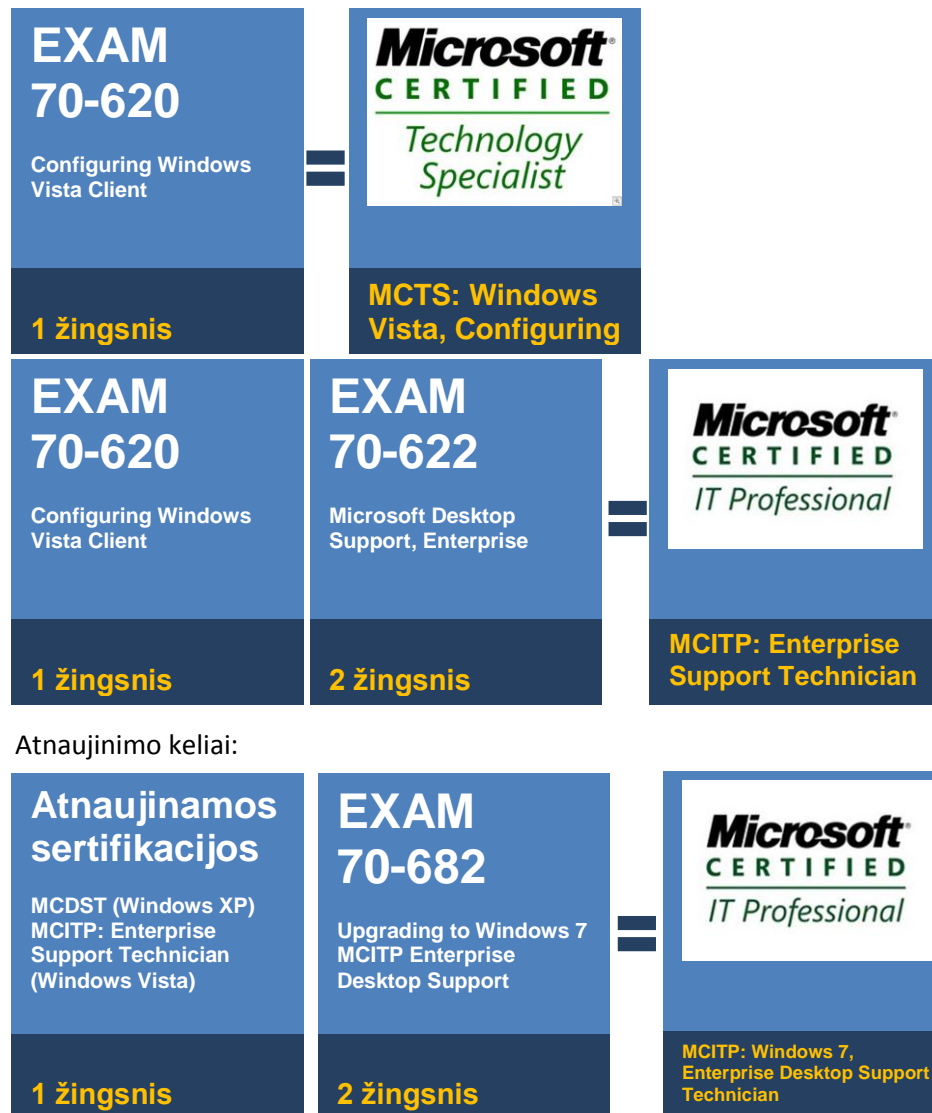 EXAM
70-620
Configuring Windows
Vista Client
1 žingsnis
Microsoft®
CERTIFIED
Technology
Specialist
MCTS: Windows
Vista, Configuring
EXAM
70-620
Configuring Windows
Vista Client
1 žingsnis
EXAM
70-622
Microsoft Desktop
Support, Enterprise
2 žingsnis
Microsoft®
CERTIFIED
IT Professional
MCITP: Enterprise
Support Technician
Atnaujinimo keliai:
Atnaujinamos
sertifikacijos
MCDST (Windows XP)
MCITP: Enterprise
Support Technician
(Windows Vista)
1 žingsnis
EXAM
70-682
Upgrading to Windows 7
MCITP Enterprise
Desktop Support
2 žingsnis
Microsoft®
CERTIFIED
IT Professional
MCITP: Windows 7,
Enterprise Desktop Support
Technician